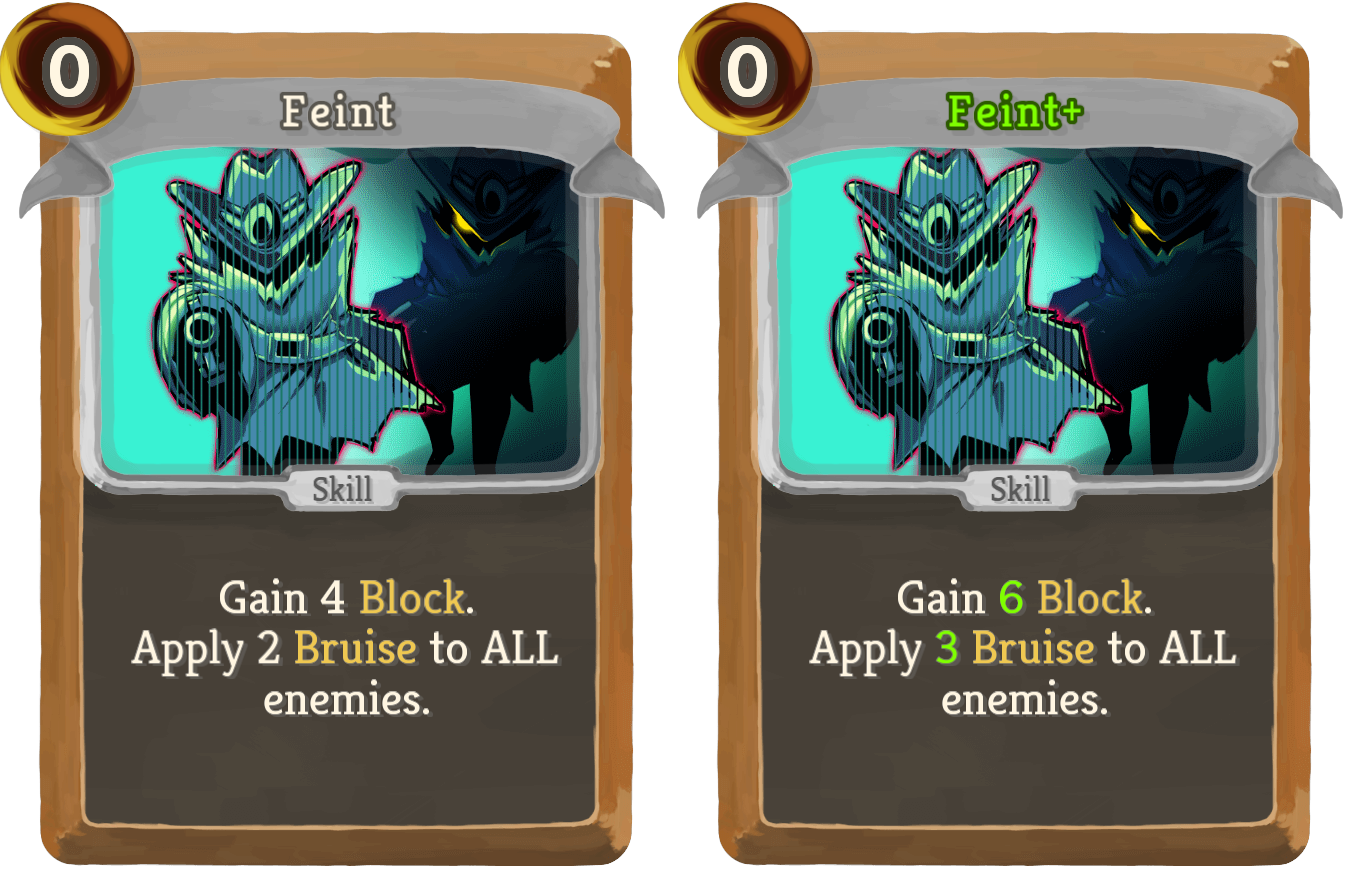 0
Feint
Skill
Gain 4 Block.
Apply 2 Bruise to ALL
enemies.
0
Feint+
Skill
Gain 6 Block.
Apply 3 Bruise to ALL
enemies.